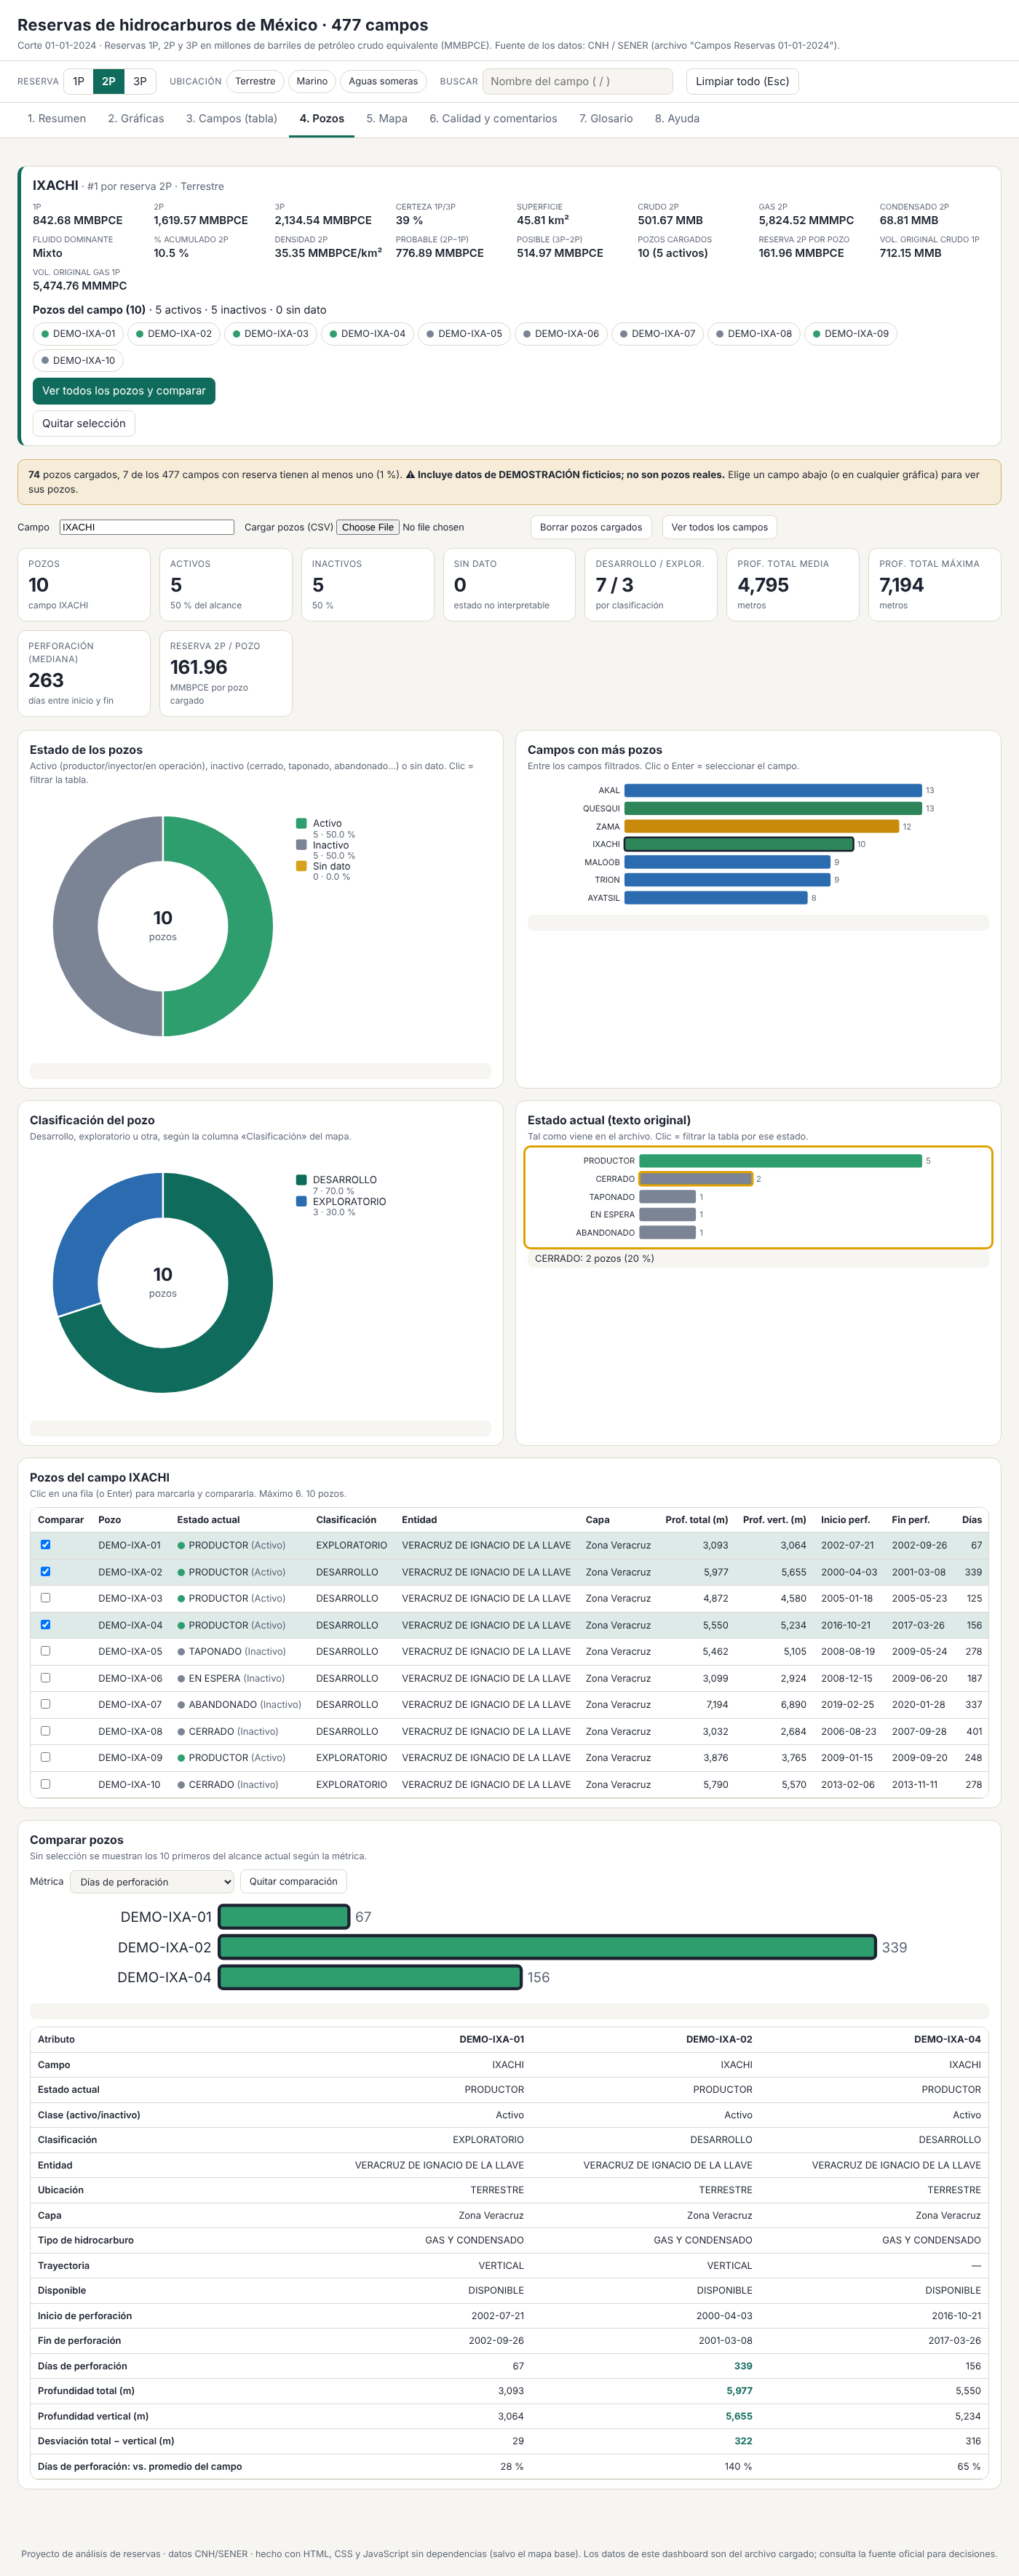 Reservas de hidrocarburos de México · 477 campos
Corte 01-01-2024 · Reservas 1P, 2P y 3P en millones de barriles de petróleo crudo equivalente (MMBPCE). Fuente de los datos: CNH / SENER (archivo "Campos Reservas 01-01-2024").
RESERVA 1P 2P 3P UBICACIÓN Terrestre Marino Aguas someras BUSCAR Nombre del campo ( / ) Limpiar todo (Esc)
1. Resumen 2. Gráficas 3. Campos (tabla) 4. Pozos 5. Mapa 6. Calidad y comentarios 7. Glosario 8. Ayuda
IXACHI · #1 por reserva 2P · Terrestre
1P 2P 3P CERTEZA 1P/3P SUPERFICIE CRUDO 2P GAS 2P CONDENSADO 2P
842.68 MMBPCE 1,619.57 MMBPCE 2,134.54 MMBPCE 39 % 45.81 km² 501.67 MMB 5,824.52 MMMPC 68.81 MMB
FLUIDO DOMINANTE % ACUMULADO 2P DENSIDAD 2P PROBABLE (2P−1P) POSIBLE (3P−2P) POZOS CARGADOS RESERVA 2P POR POZO VOL. ORIGINAL CRUDO 1P
Mixto 10.5 % 35.35 MMBPCE/km² 776.89 MMBPCE 514.97 MMBPCE 10 (5 activos) 161.96 MMBPCE 712.15 MMB
VOL. ORIGINAL GAS 1P
5,474.76 MMMPC
Pozos del campo (10) · 5 activos · 5 inactivos · 0 sin dato
DEMO-IXA-01 DEMO-IXA-02 DEMO-IXA-03 DEMO-IXA-04 DEMO-IXA-05 DEMO-IXA-06 DEMO-IXA-07 DEMO-IXA-08 DEMO-IXA-09
DEMO-IXA-10
Ver todos los pozos y comparar
Quitar selección
74 pozos cargados, 7 de los 477 campos con reserva tienen al menos uno (1 %). ⚠ Incluye datos de DEMOSTRACIÓN ficticios; no son pozos reales. Elige un campo abajo (o en cualquier gráfica) para ver
sus pozos.
Campo IXACHI Cargar pozos (CSV) Choose File No file chosen Borrar pozos cargados Ver todos los campos
POZOS ACTIVOS INACTIVOS SIN DATO DESARROLLO / EXPLOR. PROF. TOTAL MEDIA PROF. TOTAL MÁXIMA
10 5 5 0 7 / 3 4,795 7,194
campo IXACHI 50 % del alcance 50 % estado no interpretable por clasificación metros metros
PERFORACIÓN
(MEDIANA)
263
días entre inicio y fin
RESERVA 2P / POZO
161.96
MMBPCE por pozo
cargado
Estado de los pozos
Activo (productor/inyector/en operación), inactivo (cerrado, taponado, abandonado…) o sin dato. Clic =
filtrar la tabla.
Activo
5 · 50.0 %
Inactivo
5 · 50.0 %
Sin dato
0 · 0.0 %
10
pozos
Campos con más pozos
Entre los campos filtrados. Clic o Enter = seleccionar el campo.
AKAL 13
QUESQUI 13
ZAMA 12
IXACHI 10
MALOOB 9
TRION 9
AYATSIL 8
Clasificación del pozo
Desarrollo, exploratorio u otra, según la columna «Clasificación» del mapa.
DESARROLLO
7 · 70.0 %
EXPLORATORIO
3 · 30.0 %
10
pozos
Estado actual (texto original)
Tal como viene en el archivo. Clic = filtrar la tabla por ese estado.
PRODUCTOR 5
CERRADO 2
TAPONADO 1
EN ESPERA 1
ABANDONADO 1
CERRADO: 2 pozos (20 %)
Pozos del campo IXACHI
Clic en una fila (o Enter) para marcarla y compararla. Máximo 6. 10 pozos.
Comparar Pozo Estado actual Clasificación Entidad Capa Prof. total (m) Prof. vert. (m) Inicio perf. Fin perf. Días
DEMO-IXA-01 PRODUCTOR (Activo) EXPLORATORIO VERACRUZ DE IGNACIO DE LA LLAVE Zona Veracruz 3,093 3,064 2002-07-21 2002-09-26 67
DEMO-IXA-02 PRODUCTOR (Activo) DESARROLLO VERACRUZ DE IGNACIO DE LA LLAVE Zona Veracruz 5,977 5,655 2000-04-03 2001-03-08 339
DEMO-IXA-03 PRODUCTOR (Activo) DESARROLLO VERACRUZ DE IGNACIO DE LA LLAVE Zona Veracruz 4,872 4,580 2005-01-18 2005-05-23 125
DEMO-IXA-04 PRODUCTOR (Activo) DESARROLLO VERACRUZ DE IGNACIO DE LA LLAVE Zona Veracruz 5,550 5,234 2016-10-21 2017-03-26 156
DEMO-IXA-05 TAPONADO (Inactivo) DESARROLLO VERACRUZ DE IGNACIO DE LA LLAVE Zona Veracruz 5,462 5,105 2008-08-19 2009-05-24 278
DEMO-IXA-06 EN ESPERA (Inactivo) DESARROLLO VERACRUZ DE IGNACIO DE LA LLAVE Zona Veracruz 3,099 2,924 2008-12-15 2009-06-20 187
DEMO-IXA-07 ABANDONADO (Inactivo) DESARROLLO VERACRUZ DE IGNACIO DE LA LLAVE Zona Veracruz 7,194 6,890 2019-02-25 2020-01-28 337
DEMO-IXA-08 CERRADO (Inactivo) DESARROLLO VERACRUZ DE IGNACIO DE LA LLAVE Zona Veracruz 3,032 2,684 2006-08-23 2007-09-28 401
DEMO-IXA-09 PRODUCTOR (Activo) EXPLORATORIO VERACRUZ DE IGNACIO DE LA LLAVE Zona Veracruz 3,876 3,765 2009-01-15 2009-09-20 248
DEMO-IXA-10 CERRADO (Inactivo) EXPLORATORIO VERACRUZ DE IGNACIO DE LA LLAVE Zona Veracruz 5,790 5,570 2013-02-06 2013-11-11 278
Comparar pozos
Sin selección se muestran los 10 primeros del alcance actual según la métrica.
Métrica Días de perforación Quitar comparación
DEMO-IXA-01 67
DEMO-IXA-02 339
DEMO-IXA-04 156
Atributo DEMO-IXA-01 DEMO-IXA-02 DEMO-IXA-04
Campo IXACHI IXACHI IXACHI
Estado actual PRODUCTOR PRODUCTOR PRODUCTOR
Clase (activo/inactivo) Activo Activo Activo
Clasificación EXPLORATORIO DESARROLLO DESARROLLO
Entidad VERACRUZ DE IGNACIO DE LA LLAVE VERACRUZ DE IGNACIO DE LA LLAVE VERACRUZ DE IGNACIO DE LA LLAVE
Ubicación TERRESTRE TERRESTRE TERRESTRE
Capa Zona Veracruz Zona Veracruz Zona Veracruz
Tipo de hidrocarburo GAS Y CONDENSADO GAS Y CONDENSADO GAS Y CONDENSADO
Trayectoria VERTICAL VERTICAL —
Disponible DISPONIBLE DISPONIBLE DISPONIBLE
Inicio de perforación 2002-07-21 2000-04-03 2016-10-21
Fin de perforación 2002-09-26 2001-03-08 2017-03-26
Días de perforación 67 339 156
Profundidad total (m) 3,093 5,977 5,550
Profundidad vertical (m) 3,064 5,655 5,234
Desviación total − vertical (m) 29 322 316
Días de perforación: vs. promedio del campo 28 % 140 % 65 %
Proyecto de análisis de reservas · datos CNH/SENER · hecho con HTML, CSS y JavaScript sin dependencias (salvo el mapa base). Los datos de este dashboard son del archivo cargado; consulta la fuente oficial para decisiones.